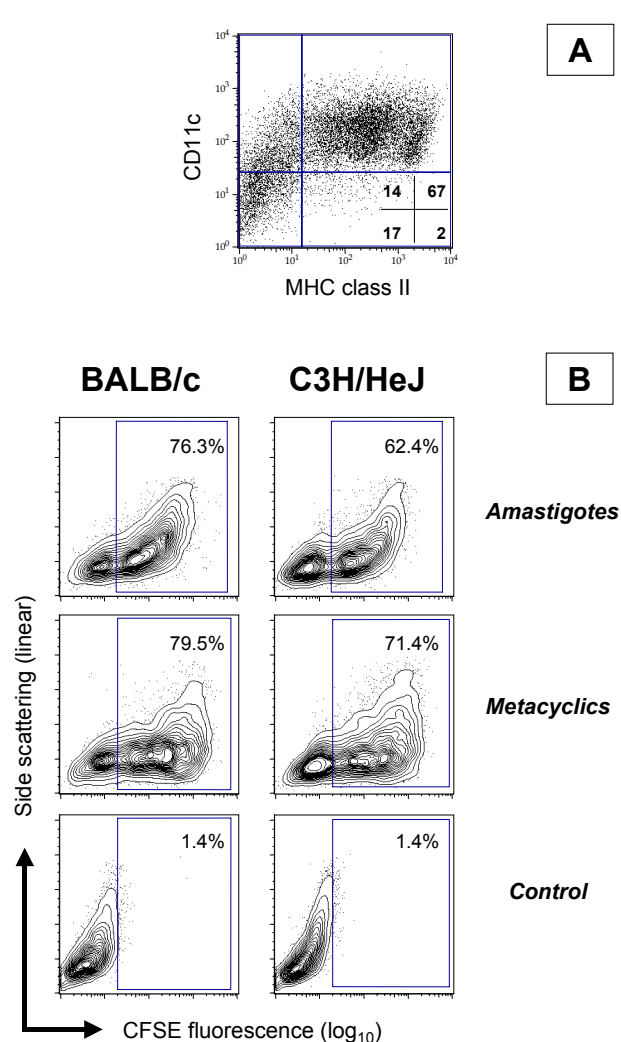 A
10⁴
10³
10²
10¹
10⁰
CD11c
14 67
17 2
10⁰ 10¹ 10² 10³ 10⁴
MHC class II
BALB/c C3H/HeJ B
76.3% 62.4%
Amastigotes
79.5% 71.4%
Metacyclics
1.4% 1.4%
Control
Side scattering (linear)
CFSE fluorescence (log₁₀)